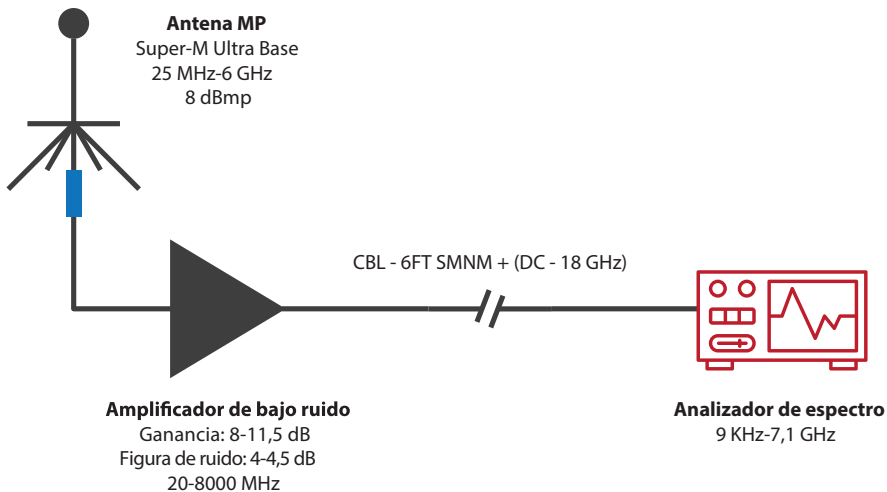 Antena MP
Super-M Ultra Base
25 MHz-6 GHz
8 dBmp
CBL - 6FT SMNM + (DC - 18 GHz)
Amplificador de bajo ruido
Ganancia: 8-11,5 dB
Figura de ruido: 4-4,5 dB
20-8000 MHz
Analizador de espectro
9 KHz-7,1 GHz